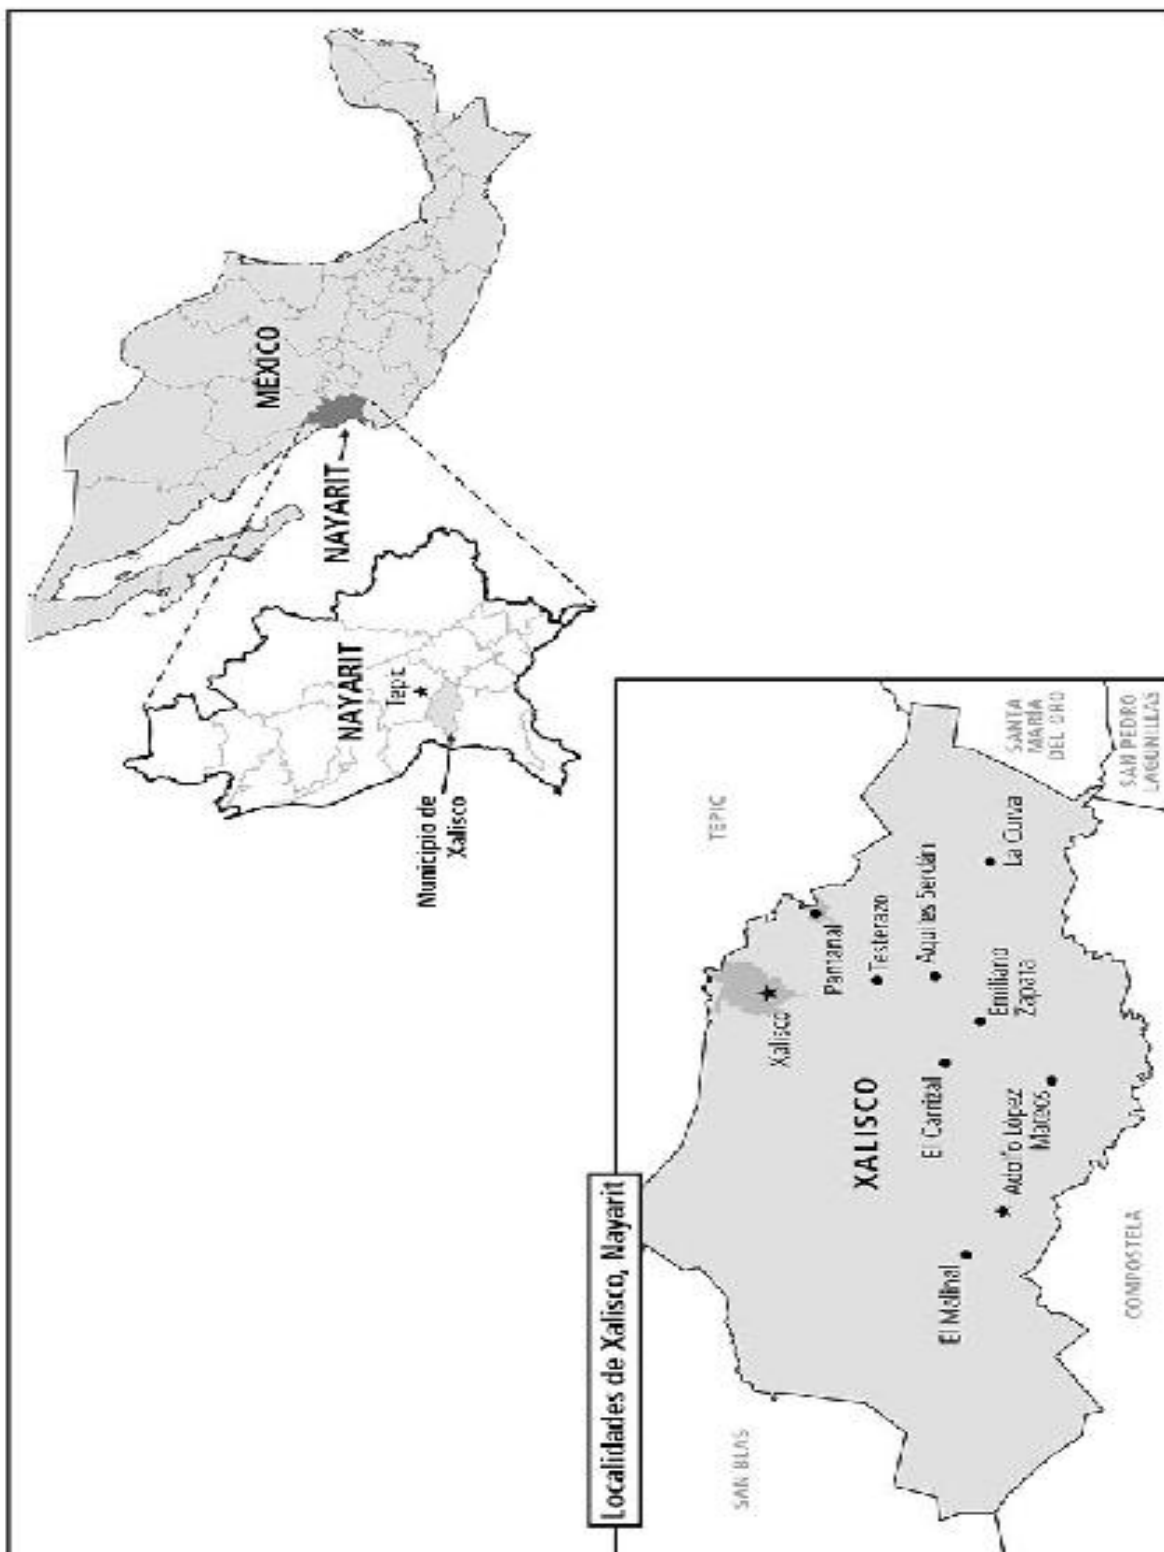 MÉXICO
NAYARIT
NAYARIT
Tepic
Municipio de
Xalisco
Localidades de Xalisco, Nayarit
SAN BLAS
TEPIC
Xalisco
Pantanal
XALISCO
Testerazo
El Carrizal
Aquiles Serdán
El Malinal
Emiliano
Zapata
La Curva
Adolfo López
Mateos
SANTA
MARÍA
DEL ORO
COMPOSTELA
SAN PEDRO
LAGUNILLAS